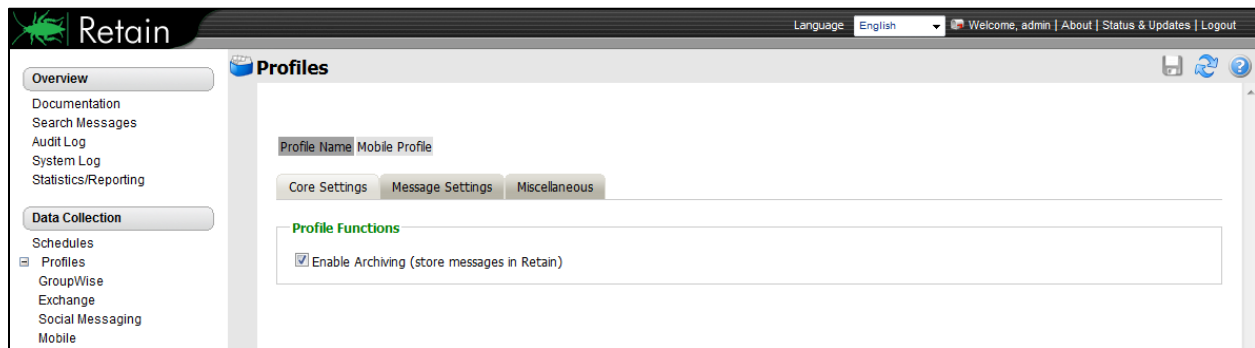 Retain
Language English Welcome, admin | About | Status & Updates | Logout
Overview
Documentation
Search Messages
Audit Log
System Log
Statistics/Reporting
Data Collection
Schedules
Profiles
GroupWise
Exchange
Social Messaging
Mobile
Profiles
Profile Name Mobile Profile
Core Settings Message Settings Miscellaneous
Profile Functions
Enable Archiving (store messages in Retain)